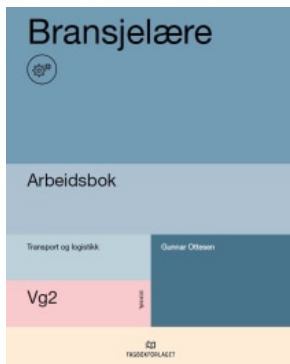 Bransjelære
Arbeidsbok
Transport og logistikk
Gunnar Ottesen
Vg2
FAGBOKFORLAGET